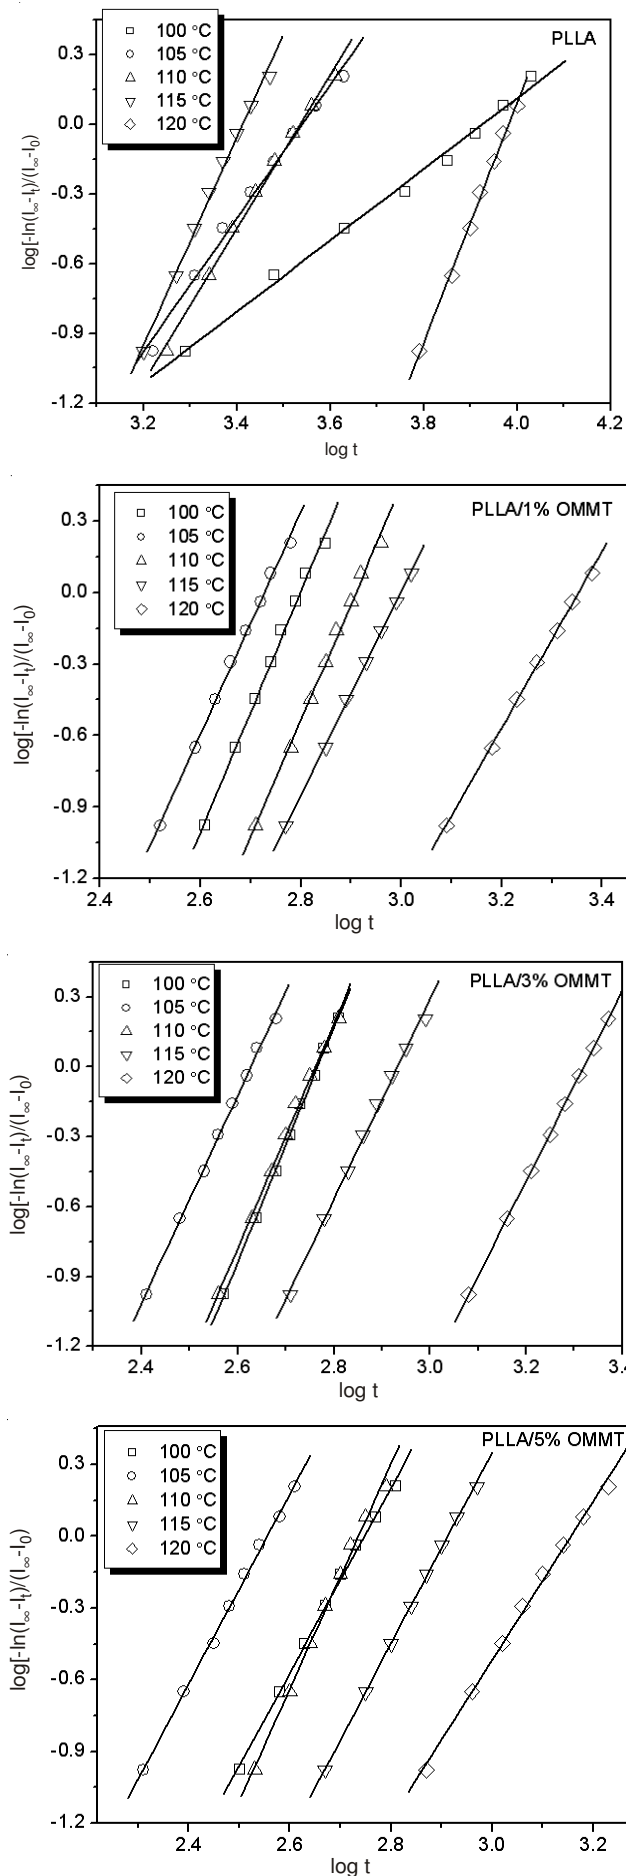 PLLA
100 °C
105 °C
110 °C
115 °C
120 °C
log[-ln(I∞-It)/(I∞-I0)
0.3
0.0
-0.3
-0.6
-0.9
-1.2
3.2 3.4 3.6 3.8 4.0 4.2
log t
PLLA/1% OMMT
100 °C
105 °C
110 °C
115 °C
120 °C
log[-ln(I∞-It)/(I∞-I0)
0.3
0.0
-0.3
-0.6
-0.9
-1.2
2.4 2.6 2.8 3.0 3.2 3.4
log t
PLLA/3% OMMT
100 °C
105 °C
110 °C
115 °C
120 °C
log[-ln(I∞-It)/(I∞-I0)
0.3
0.0
-0.3
-0.6
-0.9
-1.2
2.4 2.6 2.8 3.0 3.2 3.4
log t
PLLA/5% OMMT
100 °C
105 °C
110 °C
115 °C
120 °C
log[-ln(I∞-It)/(I∞-I0)
0.3
0.0
-0.3
-0.6
-0.9
-1.2
2.4 2.6 2.8 3.0 3.2
log t